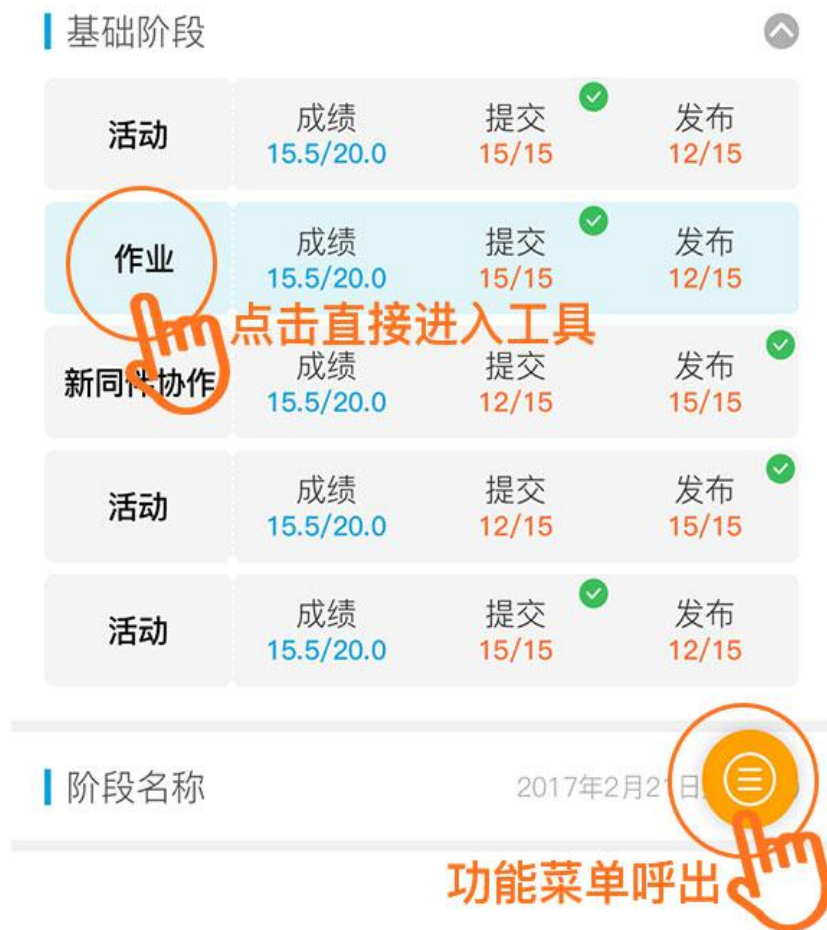 基础阶段
活动
成绩 提交 发布
15.5/20.0 15/15 12/15
作业
成绩 提交 发布
15.5/20.0 15/15 12/15
点击直接进入工具
新同件协作
成绩 提交 发布
15.5/20.0 12/15 15/15
活动
成绩 提交 发布
15.5/20.0 12/15 15/15
活动
成绩 提交 发布
15.5/20.0 15/15 12/15
阶段名称 2017年2月21日
功能菜单呼出